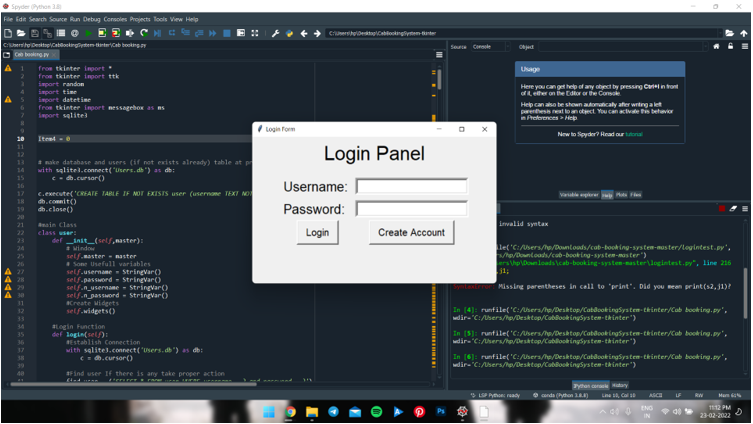 Spyder (Python 3.8)
File Edit Search Source Run Debug Consoles Projects Tools View Help
C:\Users\hp\Desktop\CabBookingSystem-tkinter
C:\Users\hp\Desktop\CabBookingSystem-tkinter\Cab booking.py
Cab booking.py
1 from tkinter import *
2 from tkinter import ttk
3 import random
4 import time
5 import datetime
6 from tkinter import messagebox as ms
7 import sqlite3
8
9
10 Item4 = 0
11
12
13 # make database and users (if not exists already) table at pr
14 with sqlite3.connect('Users.db') as db:
15 c = db.cursor()
16
17 c.execute('CREATE TABLE IF NOT EXISTS user (username TEXT NOT
18 db.commit()
19 db.close()
20
21 #main Class
22 class user:
23 def __init__(self,master):
24 # Window
25 self.master = master
26 # Some Usefull variables
27 self.username = StringVar()
28 self.password = StringVar()
29 self.n_username = StringVar()
30 self.n_password = StringVar()
31 #Create Widgets
32 self.widgets()
33
34 #Login Function
35 def login(self):
36 #Establish Connection
37 with sqlite3.connect('Users.db') as db:
38 c = db.cursor()
39
40 #Find user If there is any take proper action
Login Form
Login Panel
Username:
Password:
Login
Create Account
Source Console Object
Usage
Here you can get help of any object by pressing Ctrl+I in front
of it, either on the Editor or the Console.
Help can also be shown automatically after writing a left
parenthesis next to an object. You can activate this behavior
in Preferences > Help.
New to Spyder? Read our tutorial
Variable explorer Help Plots Files
invalid syntax
ile('C:/Users/hp/Downloads/cab-booking-system-master/logintest.py',
s/hp/Downloads/cab-booking-system-master')
ers\hp\Downloads\cab-booking-system-master\logintest.py", line 216
j1;
SyntaxError: Missing parentheses in call to 'print'. Did you mean print(s2,j1)?
In [4]: runfile('C:/Users/hp/Desktop/CabBookingSystem-tkinter/Cab booking.py',
wdir='C:/Users/hp/Desktop/CabBookingSystem-tkinter')
In [5]: runfile('C:/Users/hp/Desktop/CabBookingSystem-tkinter/Cab booking.py',
wdir='C:/Users/hp/Desktop/CabBookingSystem-tkinter')
In [6]: runfile('C:/Users/hp/Desktop/CabBookingSystem-tkinter/Cab booking.py',
wdir='C:/Users/hp/Desktop/CabBookingSystem-tkinter')
IPython console History
LSP Python: ready conda (Python 3.8.8) Line 10, Col 10 ASCII LF RW Mem 61%
ENG
IN
11:12 PM
23-02-2022